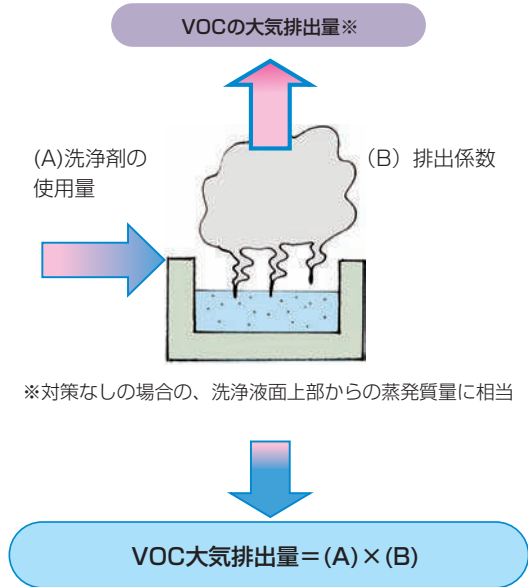 VOCの大気排出量※
(A)洗浄剤の
使用量
（B）排出係数
※対策なしの場合の、洗浄液面上部からの蒸発質量に相当
VOC大気排出量＝(A)×(B)